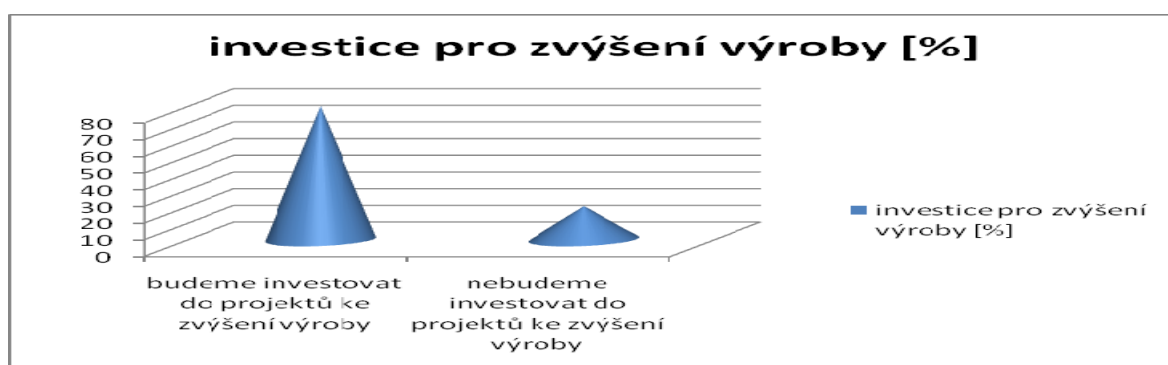 investice pro zvýšení výroby [%]
80
70
60
50
40
30
20
10
0
budeme investovat
do projektů ke
zvýšení výroby
nebudeme
investovat do
projektů ke zvýšení
výroby
investice pro zvýšení
výroby [%]